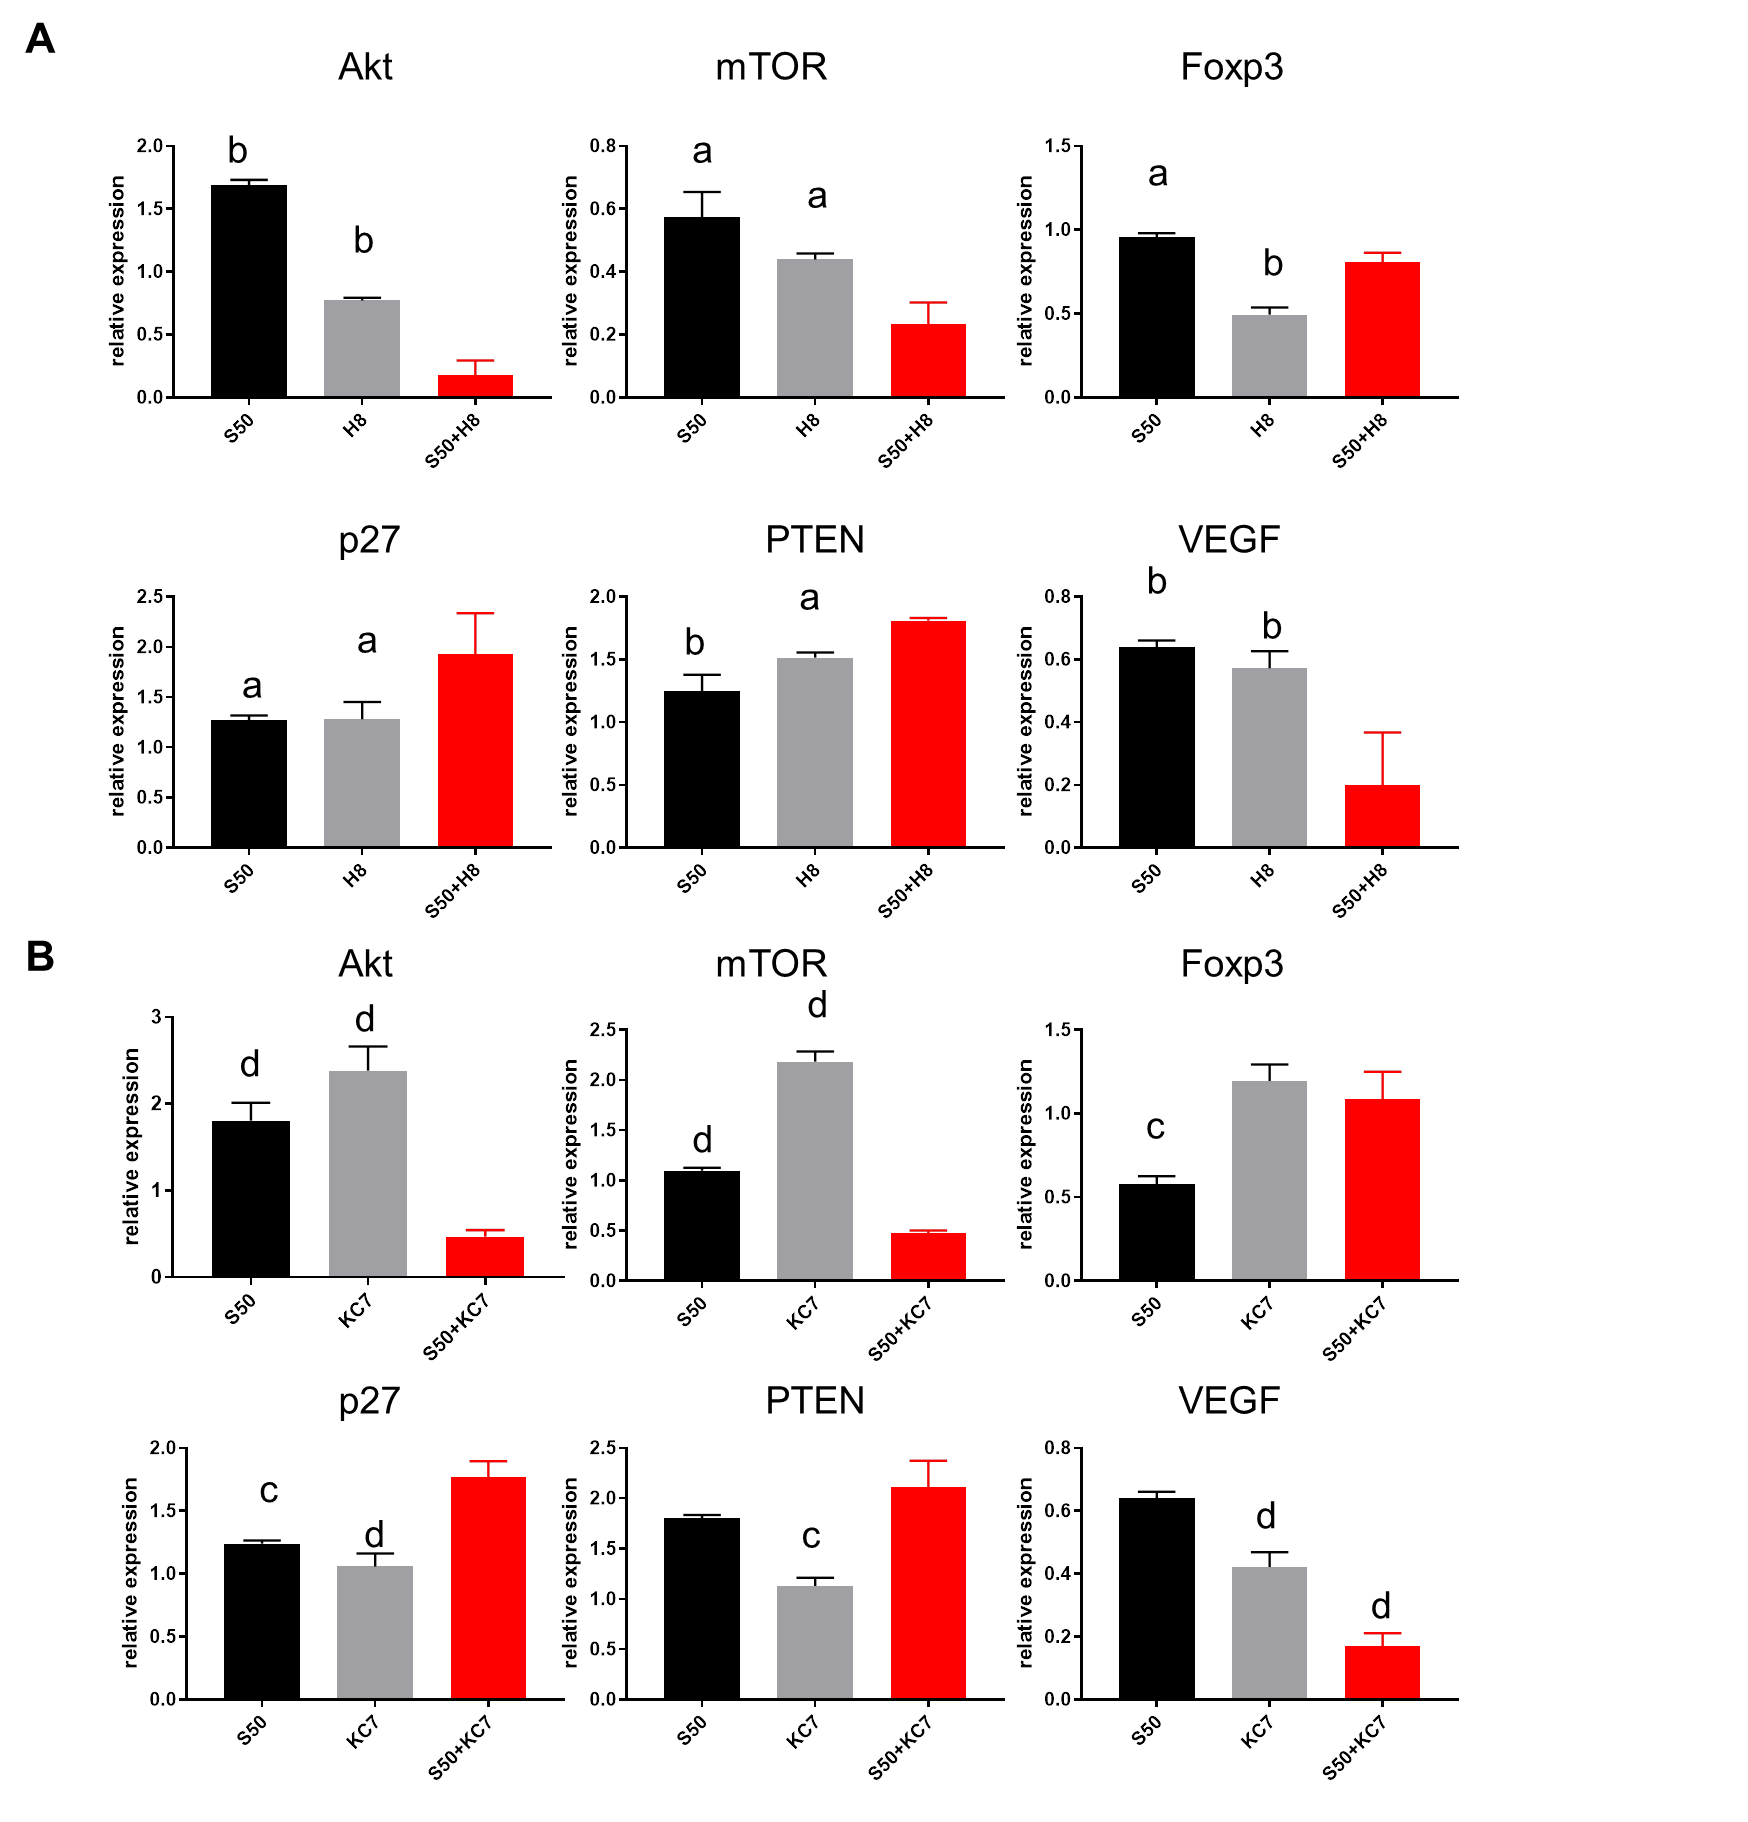 A
Akt
mTOR
Foxp3
relative expression
2.0
1.5
1.0
0.5
0.0
b
b
S50
H8
S50+H8
relative expression
0.8
0.6
0.4
0.2
0.0
a
a
S50
H8
S50+H8
relative expression
1.5
1.0
0.5
0.0
a
b
S50
H8
S50+H8
p27
PTEN
VEGF
relative expression
2.5
2.0
1.5
1.0
0.5
0.0
a
a
S50
H8
S50+H8
relative expression
2.0
1.5
1.0
0.5
0.0
b
a
S50
H8
S50+H8
relative expression
0.8
0.6
0.4
0.2
0.0
b
b
S50
H8
S50+H8
B
Akt
mTOR
Foxp3
relative expression
3
2
1
0
d
d
S50
KC7
S50+KC7
relative expression
2.5
2.0
1.5
1.0
0.5
0.0
d
d
S50
KC7
S50+KC7
relative expression
1.5
1.0
0.5
0.0
c
S50
KC7
S50+KC7
p27
PTEN
VEGF
relative expression
2.0
1.5
1.0
0.5
0.0
c
d
S50
KC7
S50+KC7
relative expression
2.5
2.0
1.5
1.0
0.5
0.0
c
S50
KC7
S50+KC7
relative expression
0.8
0.6
0.4
0.2
0.0
d
d
S50
KC7
S50+KC7